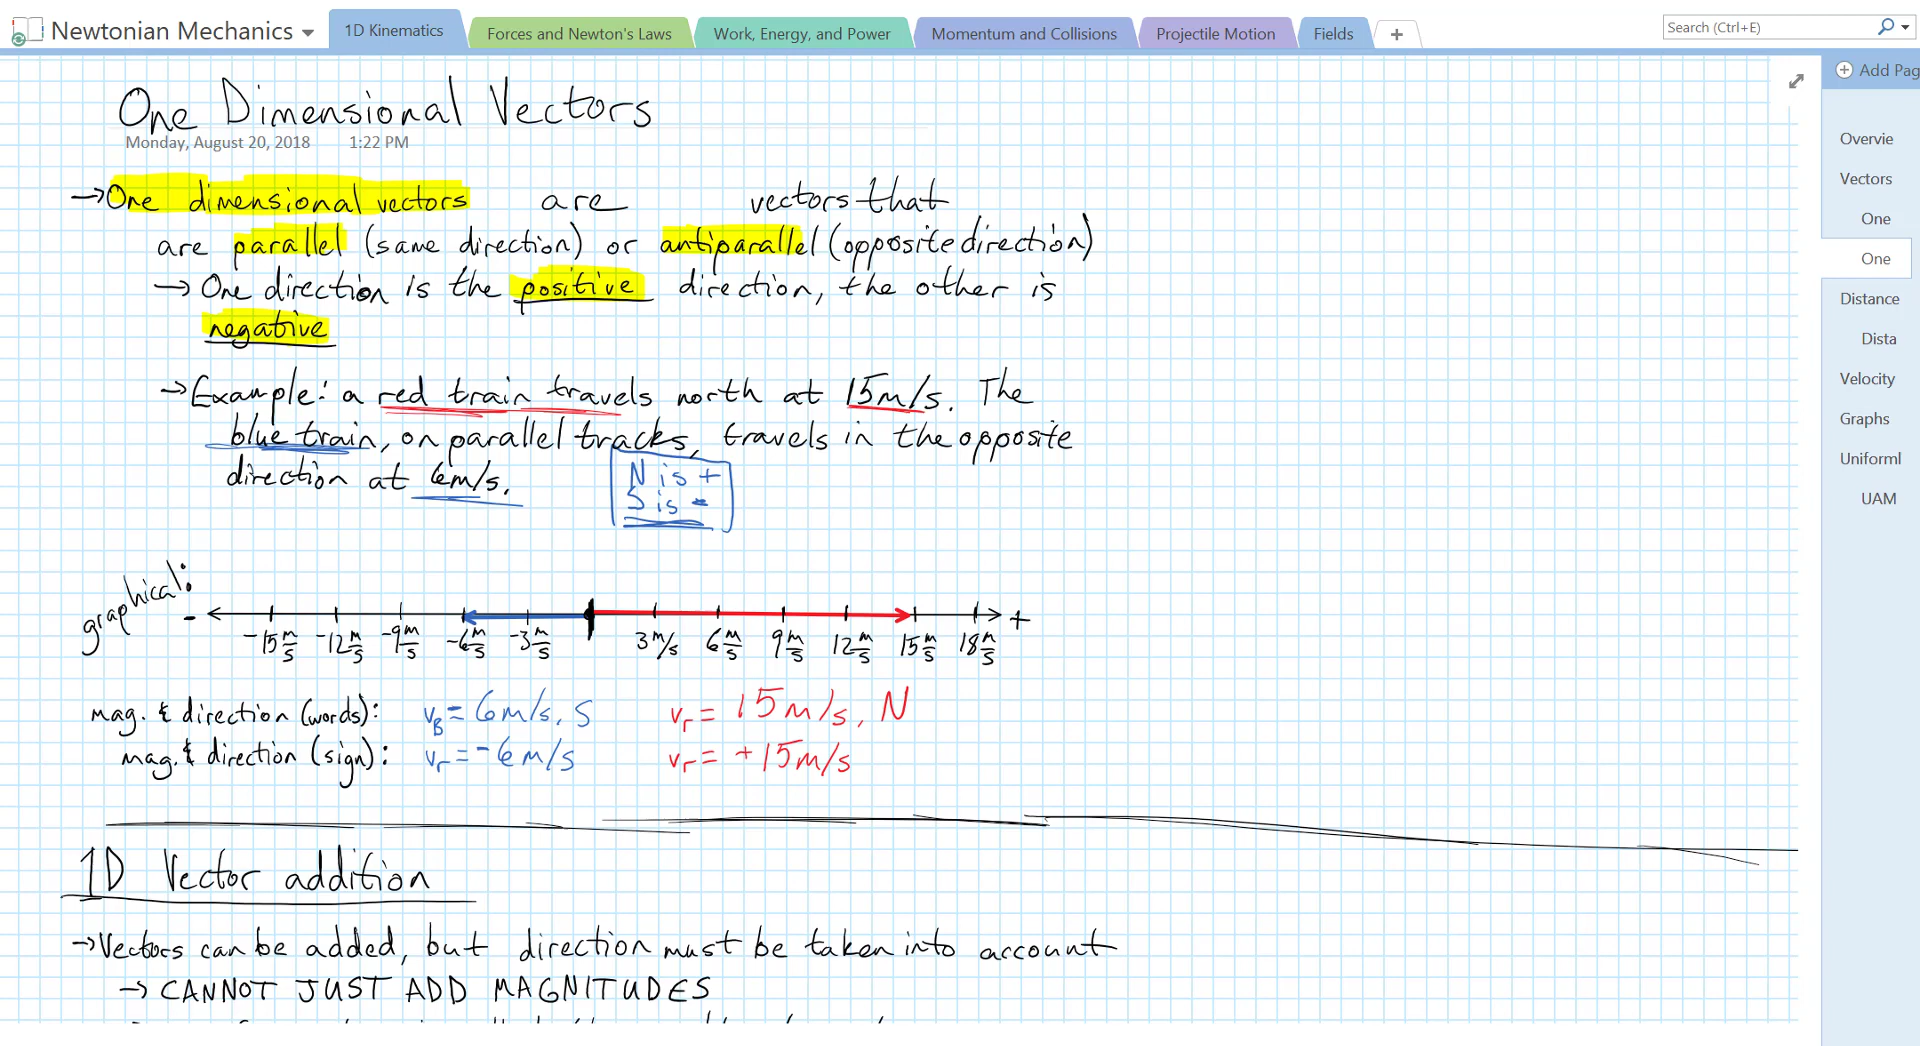 Newtonian Mechanics
1D Kinematics
Forces and Newton's Laws
Work, Energy, and Power
Momentum and Collisions
Projectile Motion
Fields
+
Search (Ctrl+E)
Add Pag
One Dimensional Vectors
Monday, August 20, 2018 1:22 PM
→ One dimensional vectors are vectors that
are parallel (same direction) or antiparallel (opposite direction)
→ One direction is the positive direction, the other is
negative
→ Example: a red train travels north at 15m/s. The
blue train, on parallel tracks, travels in the opposite
direction at 6m/s.
N is +
S is -
graphical:
- -15 m/s -12 m/s -9 m/s -6 m/s -3 m/s 3 m/s 6 m/s 9 m/s 12 m/s 15 m/s 18 m/s +
mag. & direction (words): vB = 6m/s, S vr = 15m/s, N
mag. & direction (sign): vr = -6m/s vr = +15m/s
1D Vector addition
→ Vectors can be added, but direction must be taken into account
→ CANNOT JUST ADD MAGNITUDES
Overvie
Vectors
One
One
Distance
Dista
Velocity
Graphs
Uniforml
UAM